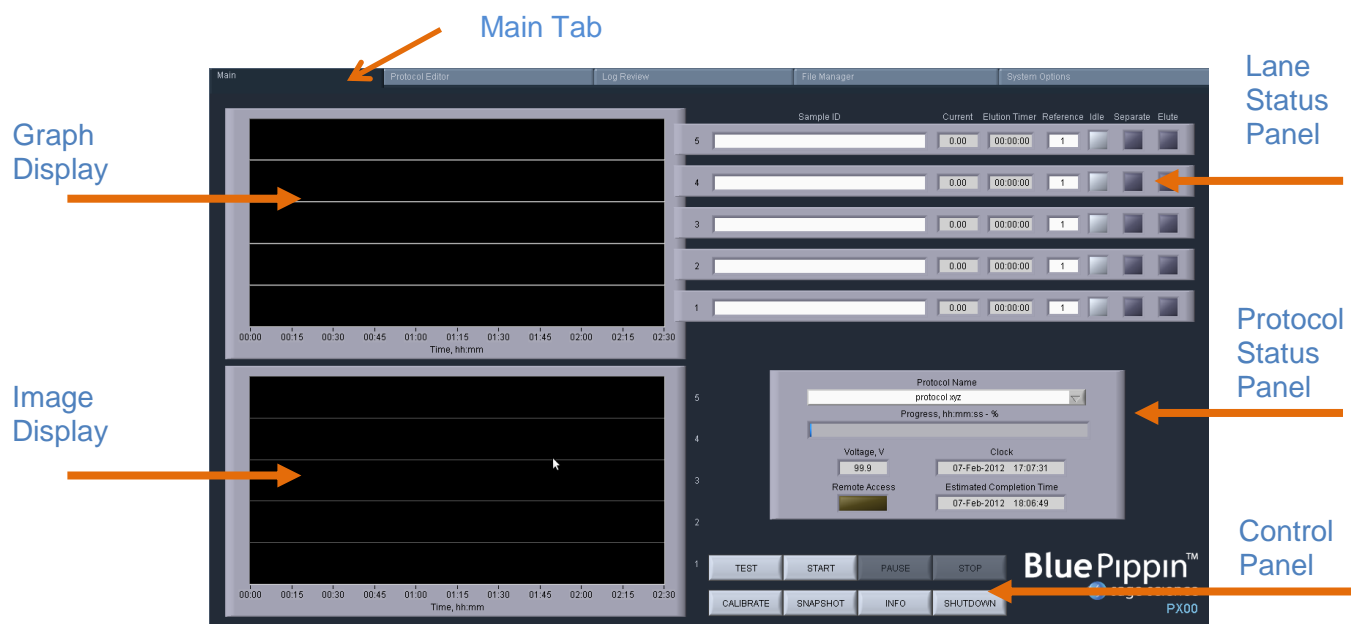 Main Tab
Graph
Display
Image
Display
Lane
Status
Panel
Protocol
Status
Panel
Control
Panel
Main Protocol Editor Log Review File Manager System Options
Sample ID Current Elution Timer Reference Idle Separate Elute
5 0.00 00:00:00 1
4 0.00 00:00:00 1
3 0.00 00:00:00 1
2 0.00 00:00:00 1
1 0.00 00:00:00 1
00:00 00:15 00:30 00:45 01:00 01:15 01:30 01:45 02:00 02:15 02:30
Time, hh:mm
5
4
3
2
1
00:00 00:15 00:30 00:45 01:00 01:15 01:30 01:45 02:00 02:15 02:30
Time, hh:mm
Protocol Name
protocol xyz
Progress, hh:mm:ss - %
Voltage, V Clock
99.9 07-Feb-2012 17:07:31
Remote Access Estimated Completion Time
07-Feb-2012 18:06:49
TEST START PAUSE STOP
CALIBRATE SNAPSHOT INFO SHUTDOWN
BluePippin™
science
PX00